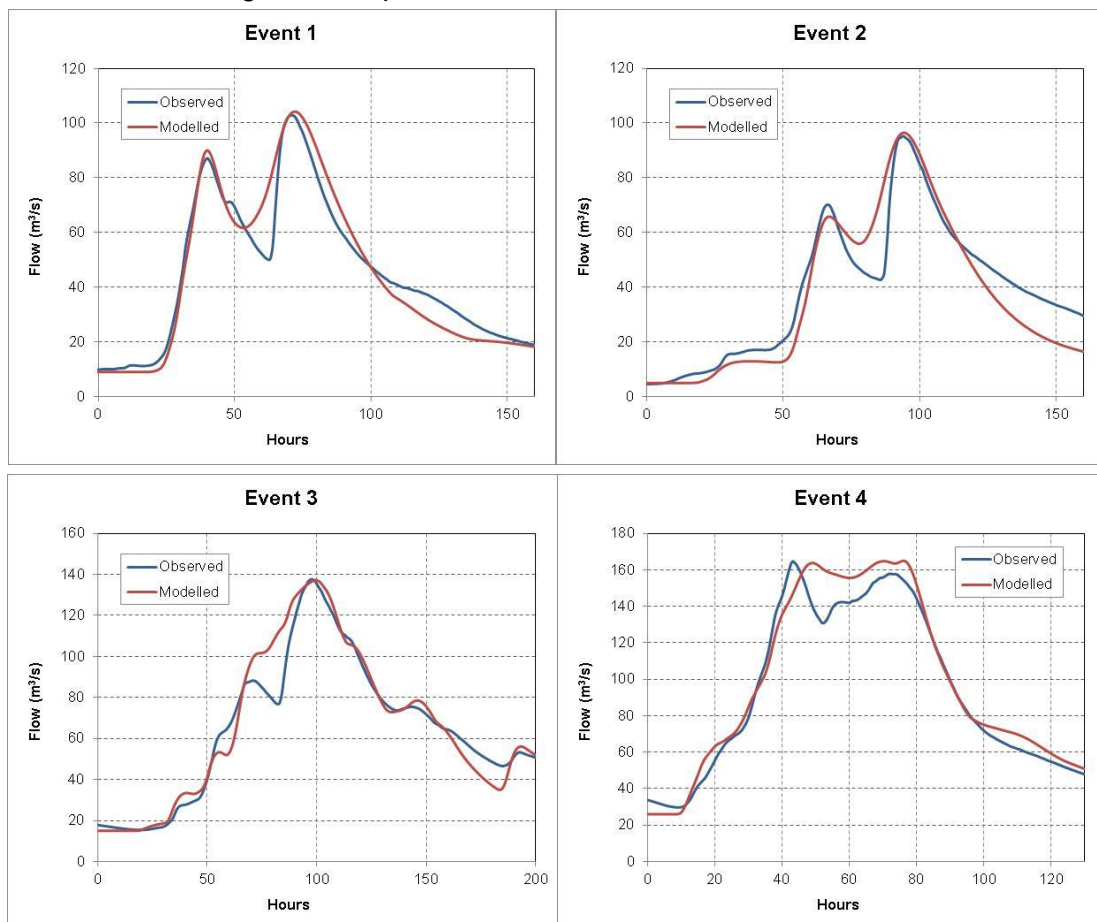 Event 1
120
100
80
60
40
20
0
Flow (m³/s)
Observed
Modelled
0 50 100 150
Hours
Event 2
120
100
80
60
40
20
0
Flow (m³/s)
Observed
Modelled
0 50 100 150
Hours
Event 3
160
140
120
100
80
60
40
20
0
Flow (m³/s)
Observed
Modelled
0 50 100 150 200
Hours
Event 4
180
160
140
120
100
80
60
40
20
0
Flow (m³/s)
Observed
Modelled
0 20 40 60 80 100 120
Hours